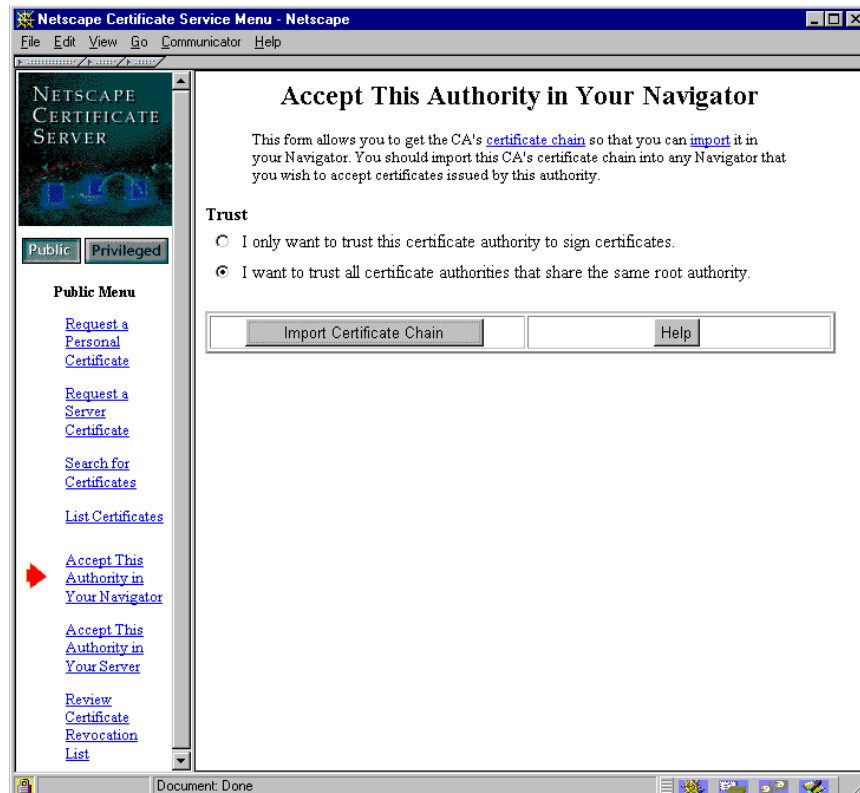 Netscape Certificate Service Menu - Netscape
File Edit View Go Communicator Help
NETSCAPE
CERTIFICATE
SERVER
Public Privileged
Public Menu
Request a
Personal
Certificate
Request a
Server
Certificate
Search for
Certificates
List Certificates
Accept This
Authority in
Your Navigator
Accept This
Authority in
Your Server
Review
Certificate
Revocation
List
Accept This Authority in Your Navigator
This form allows you to get the CA's certificate chain so that you can import it in
your Navigator. You should import this CA's certificate chain into any Navigator that
you wish to accept certificates issued by this authority.
Trust
I only want to trust this certificate authority to sign certificates.
I want to trust all certificate authorities that share the same root authority.
Import Certificate Chain Help
Document: Done